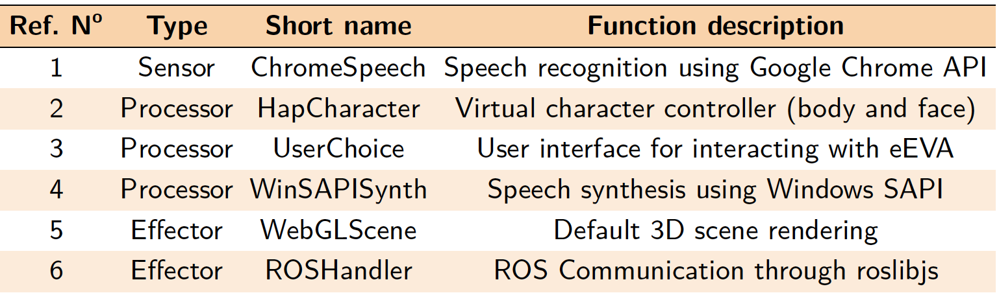 Ref. Nº Type Short name Function description
1 Sensor ChromeSpeech Speech recognition using Google Chrome API
2 Processor HapCharacter Virtual character controller (body and face)
3 Processor UserChoice User interface for interacting with eEVA
4 Processor WinSAPISynth Speech synthesis using Windows SAPI
5 Effector WebGLScene Default 3D scene rendering
6 Effector ROSHandler ROS Communication through roslibjs